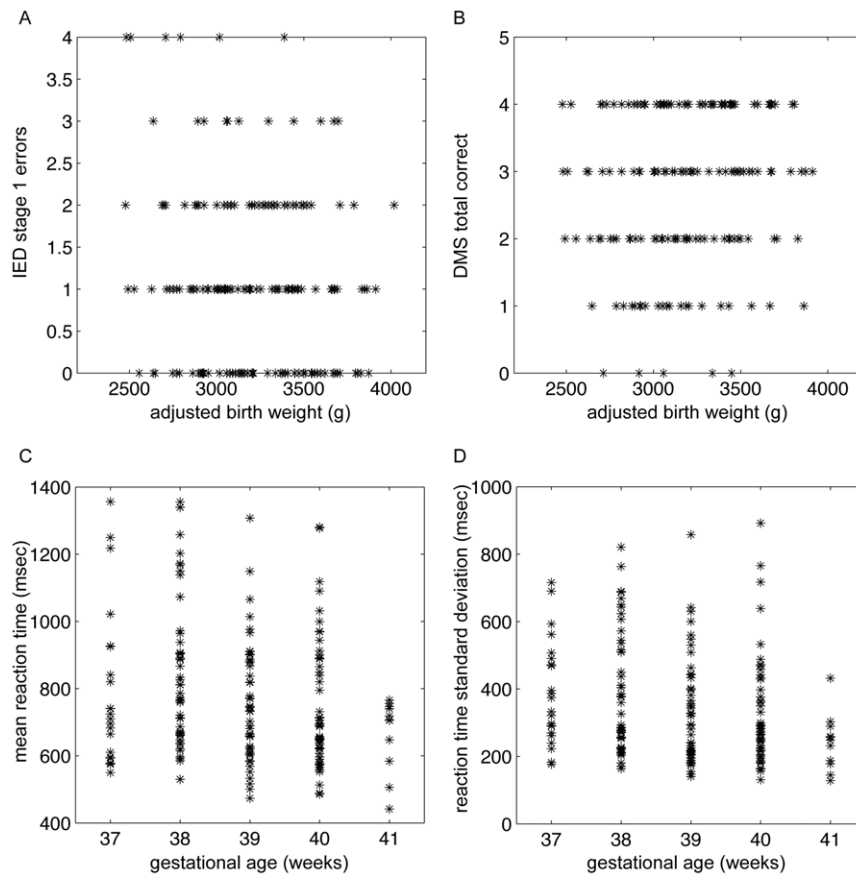 A
IED stage 1 errors
4
3.5
3
2.5
2
1.5
1
0.5
0
2500 3000 3500 4000
adjusted birth weight (g)
B
DMS total correct
5
4
3
2
1
0
2500 3000 3500 4000
adjusted birth weight (g)
C
mean reaction time (msec)
1400
1200
1000
800
600
400
37 38 39 40 41
gestational age (weeks)
D
reaction time standard deviation (msec)
1000
800
600
400
200
0
37 38 39 40 41
gestational age (weeks)